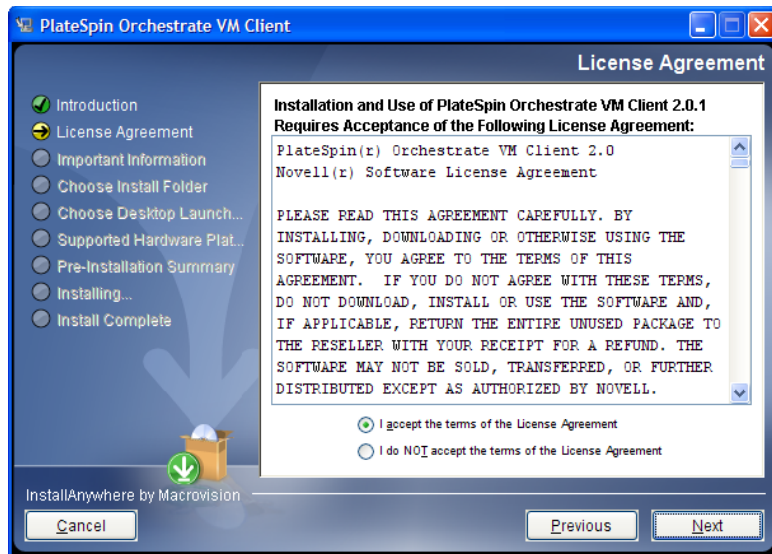 PlateSpin Orchestrate VM Client
License Agreement
Introduction
License Agreement
Important Information
Choose Install Folder
Choose Desktop Launch...
Supported Hardware Plat...
Pre-Installation Summary
Installing...
Install Complete
Installation and Use of PlateSpin Orchestrate VM Client 2.0.1
Requires Acceptance of the Following License Agreement:
PlateSpin(r) Orchestrate VM Client 2.0
Novell(r) Software License Agreement
PLEASE READ THIS AGREEMENT CAREFULLY. BY
INSTALLING, DOWNLOADING OR OTHERWISE USING THE
SOFTWARE, YOU AGREE TO THE TERMS OF THIS
AGREEMENT. IF YOU DO NOT AGREE WITH THESE TERMS,
DO NOT DOWNLOAD, INSTALL OR USE THE SOFTWARE AND,
IF APPLICABLE, RETURN THE ENTIRE UNUSED PACKAGE TO
THE RESELLER WITH YOUR RECEIPT FOR A REFUND. THE
SOFTWARE MAY NOT BE SOLD, TRANSFERRED, OR FURTHER
DISTRIBUTED EXCEPT AS AUTHORIZED BY NOVELL.
I accept the terms of the License Agreement
I do NOT accept the terms of the License Agreement
InstallAnywhere by Macrovision
Cancel
Previous
Next